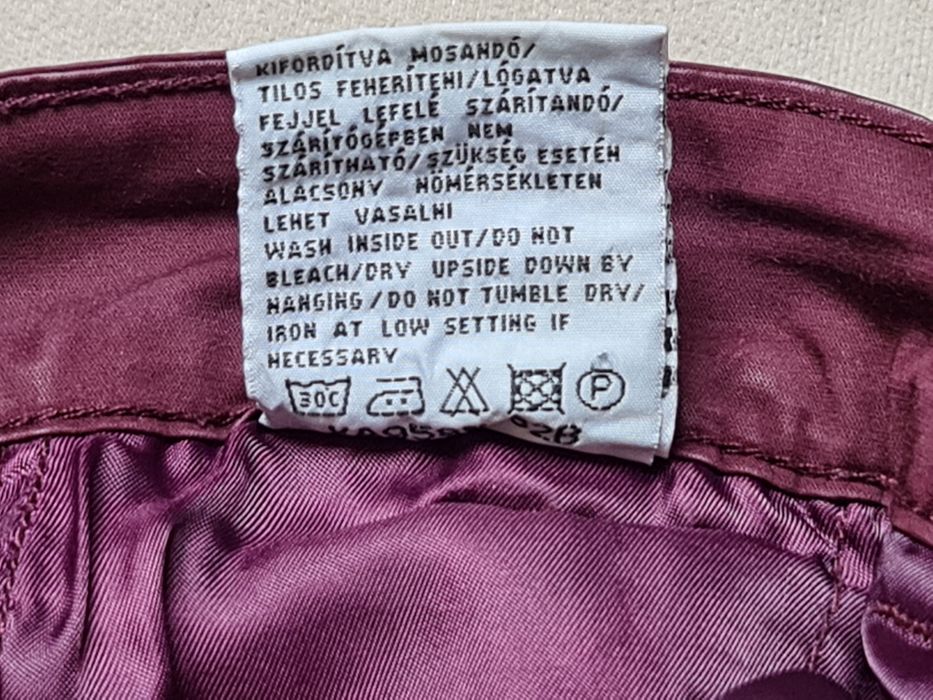 KIFORDÍTVA MOSANDÓ/
TILOS FEHERÍTENI/LÓGATVA
FEJJEL LEFELÉ SZÁRÍTANDÓ/
SZÁRÍTÓGÉPBEN NEM
SZÁRÍTHATÓ/SZÜKSÉG ESETÉN
ALACSONY HÖMÉRSÉKLETEN
LEHET VASALNI
WASH INSIDE OUT/DO NOT
BLEACH/DRY UPSIDE DOWN BY
HANGING/DO NOT TUMBLE DRY/
IRON AT LOW SETTING IF
NECESSARY
30C P